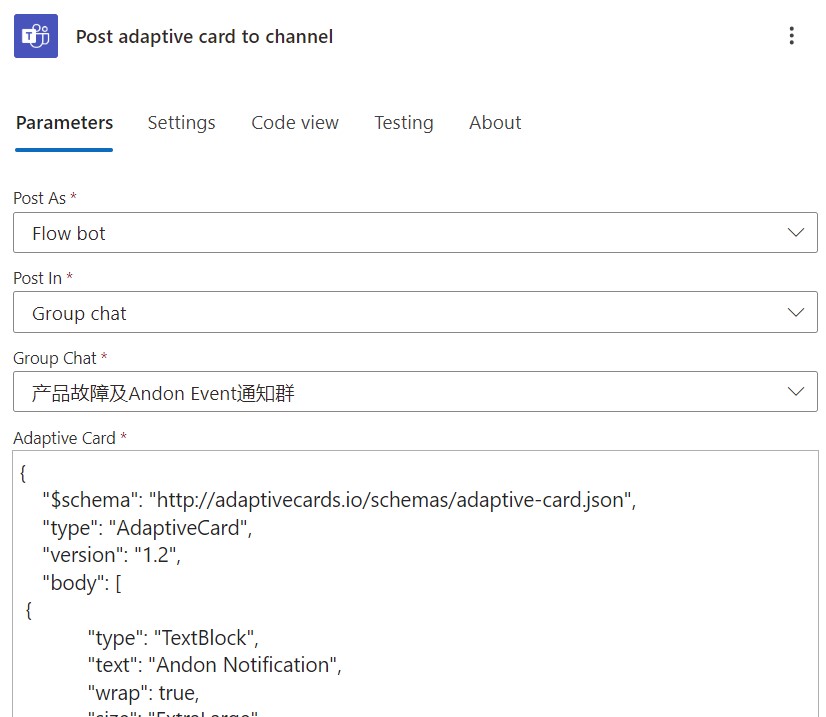 Post adaptive card to channel
Parameters Settings Code view Testing About
Post As *
Flow bot
Post In *
Group chat
Group Chat *
产品故障及Andon Event通知群
Adaptive Card *
{
"$schema": "http://adaptivecards.io/schemas/adaptive-card.json",
"type": "AdaptiveCard",
"version": "1.2",
"body": [
{
"type": "TextBlock",
"text": "Andon Notification",
"wrap": true,
"size": "ExtraLarge"